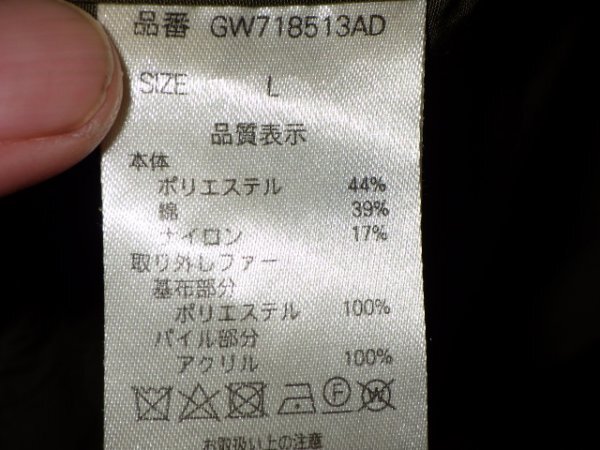 品番 GW718513AD
SIZE L
品質表示
本体
ポリエステル 44%
綿 39%
ナイロン 17%
取り外しファー
基布部分
ポリエステル 100%
パイル部分
アクリル 100%
F W
お取扱い上の注意